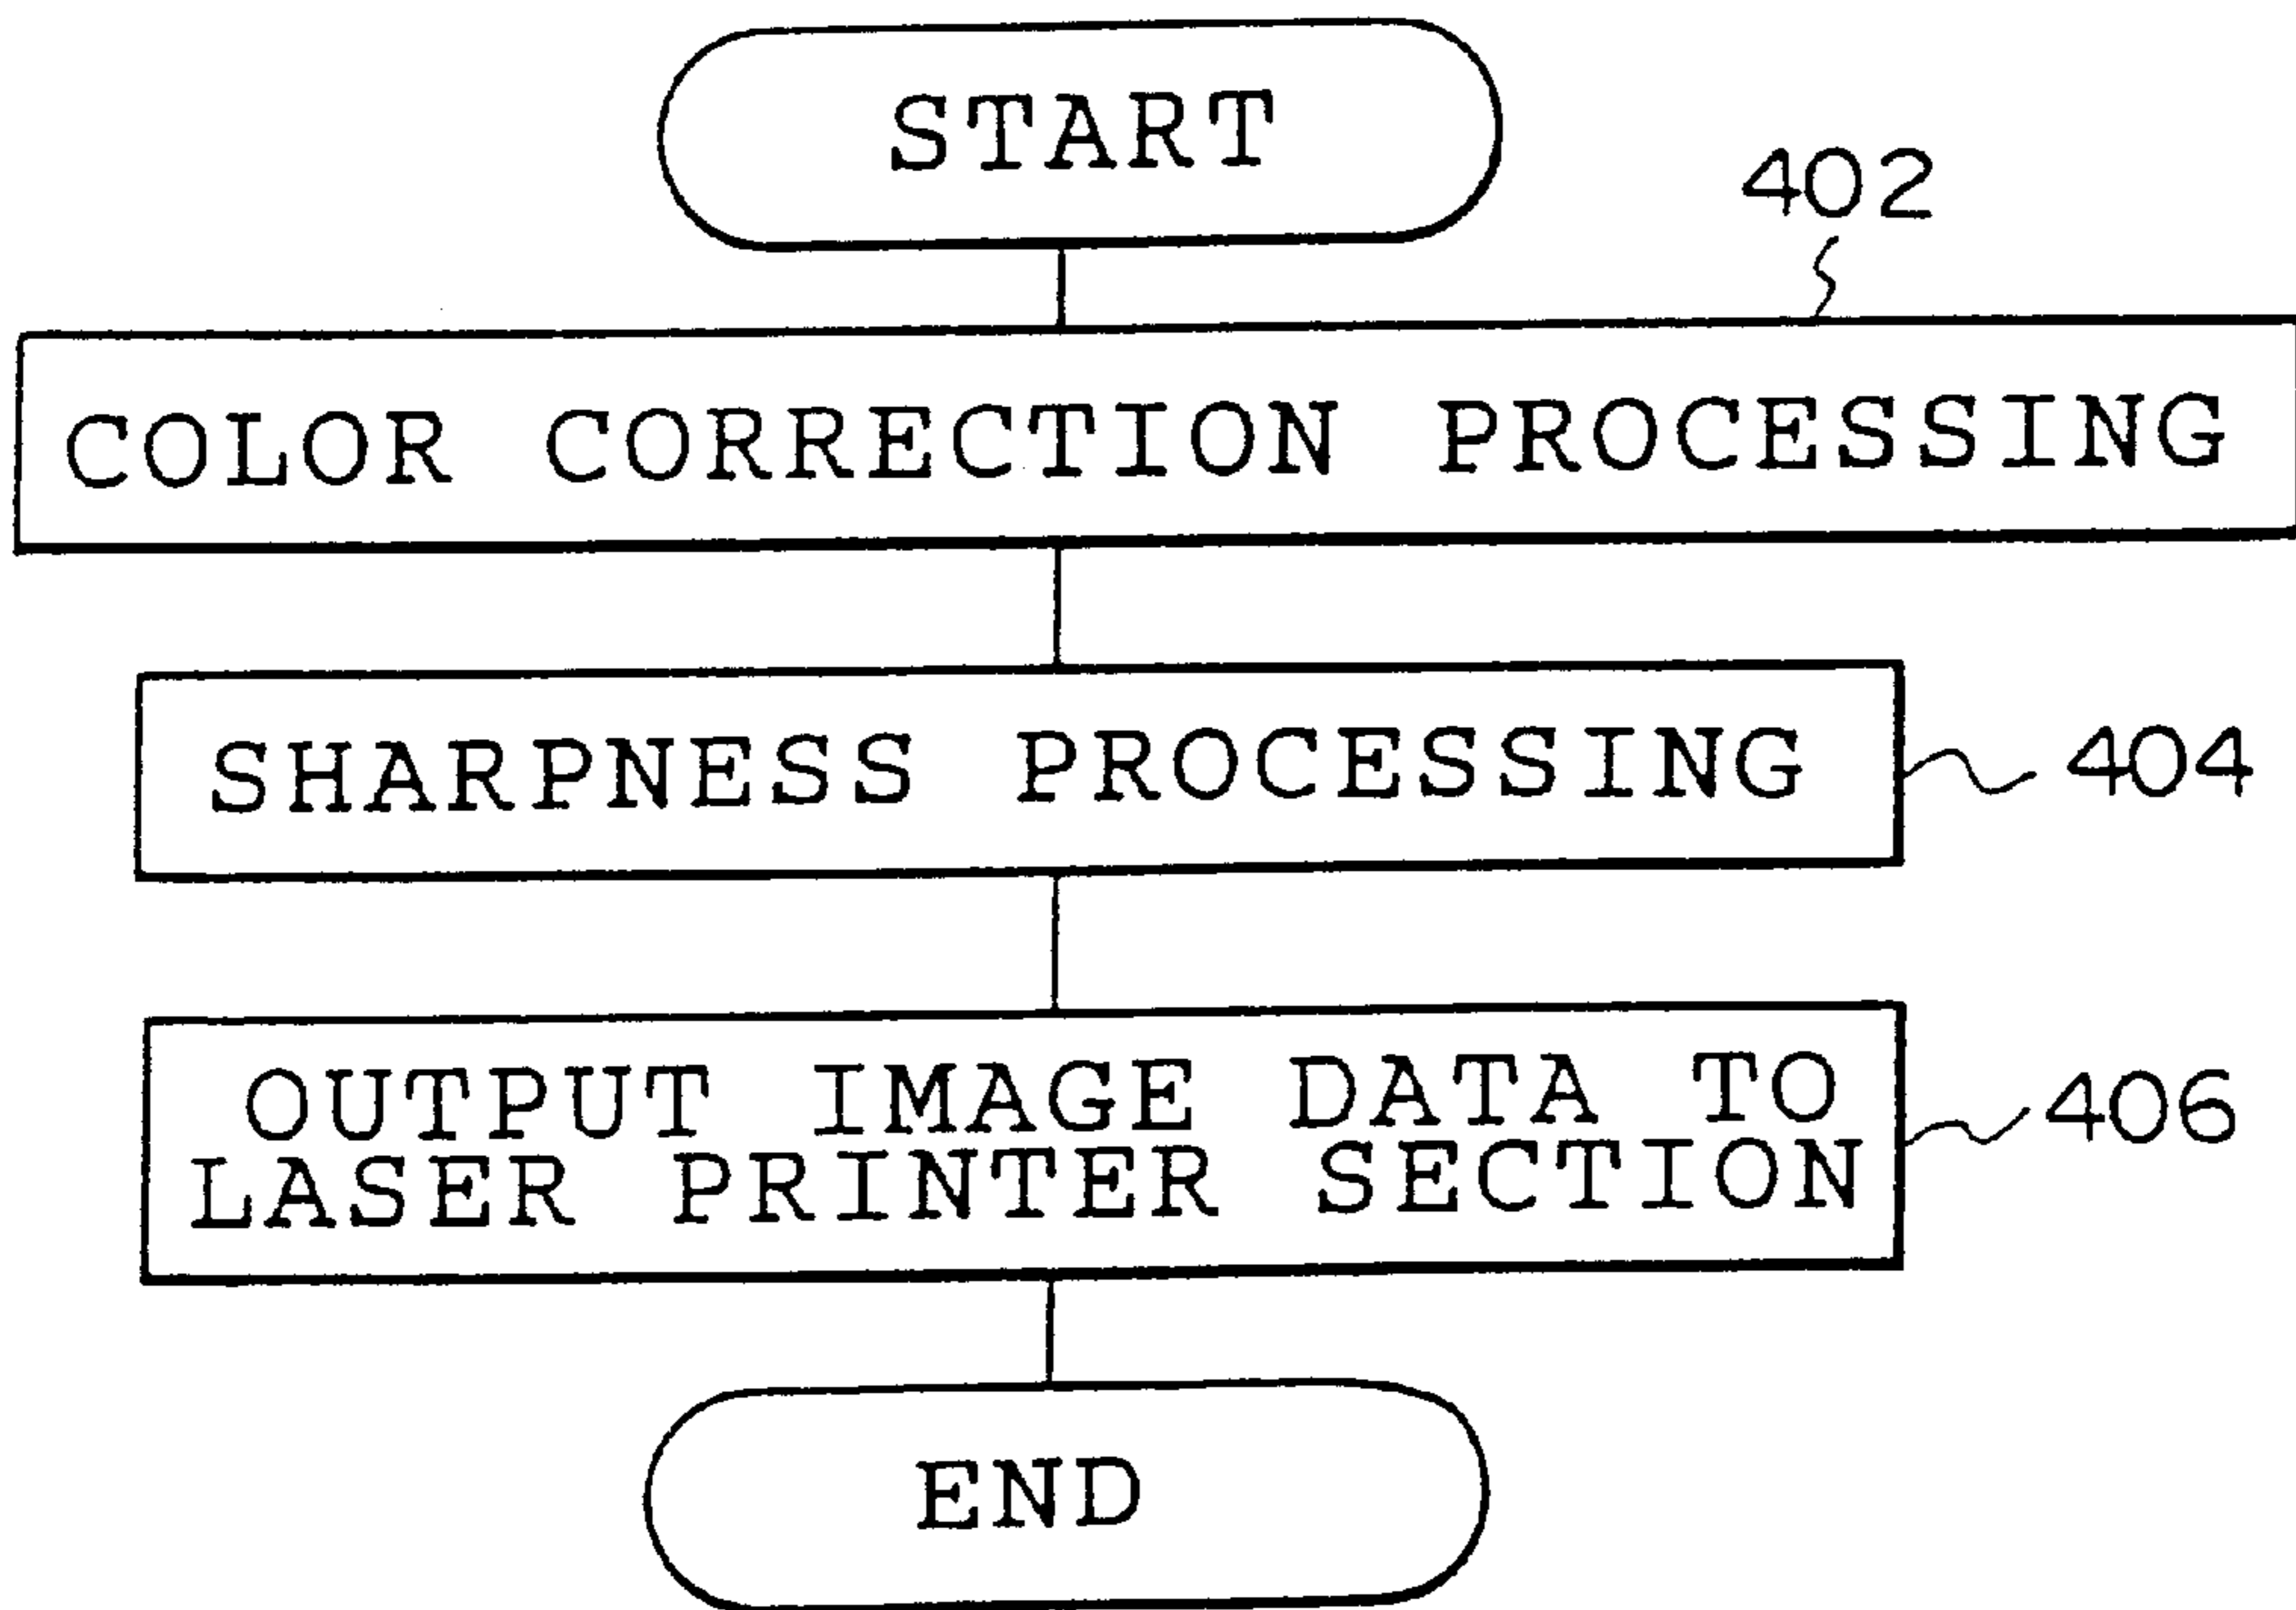 START
402
COLOR CORRECTION PROCESSING
SHARPNESS PROCESSING
404
OUTPUT IMAGE DATA TO
LASER PRINTER SECTION
406
END